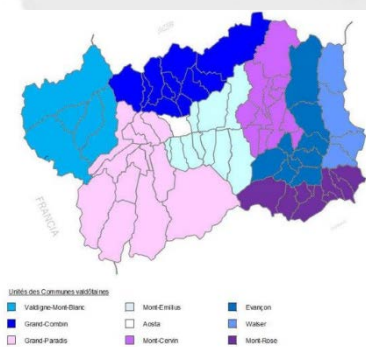 FRANCIA
Unités des Communes valdôtaines
Valdigne-Mont-Blanc
Mont-Emilius
Evançon
Grand-Combin
Aosta
Walser
Grand-Paradis
Mont-Cervin
Mont-Rose